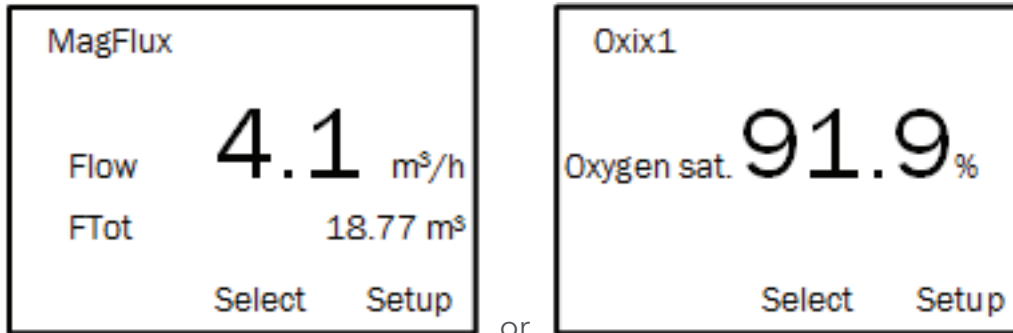 MagFlux
Flow 4.1 m³/h
FTot 18.77 m³
Select Setup
or
Oxix1
Oxygen sat. 91.9 %
Select Setup